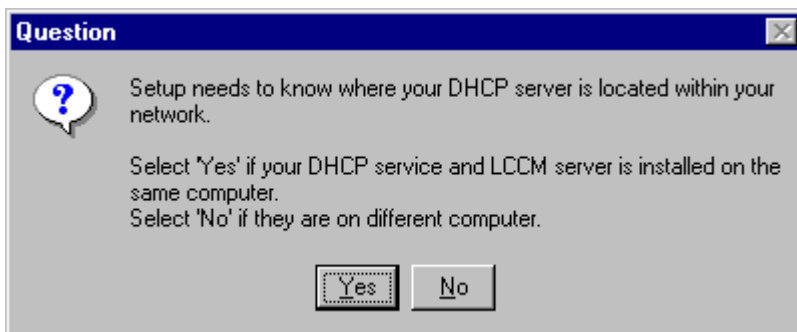 Question
Setup needs to know where your DHCP server is located within your
network.
Select 'Yes' if your DHCP service and LCCM server is installed on the
same computer.
Select 'No' if they are on different computer.
Yes
No